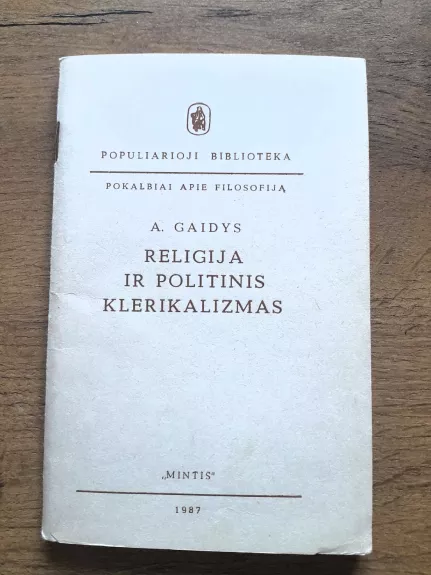 POPULIARIOJI BIBLIOTEKA
POKALBIAI APIE FILOSOFIJĄ
A. GAIDYS
RELIGIJA
IR POLITINIS
KLERIKALIZMAS
„MINTIS“
1987